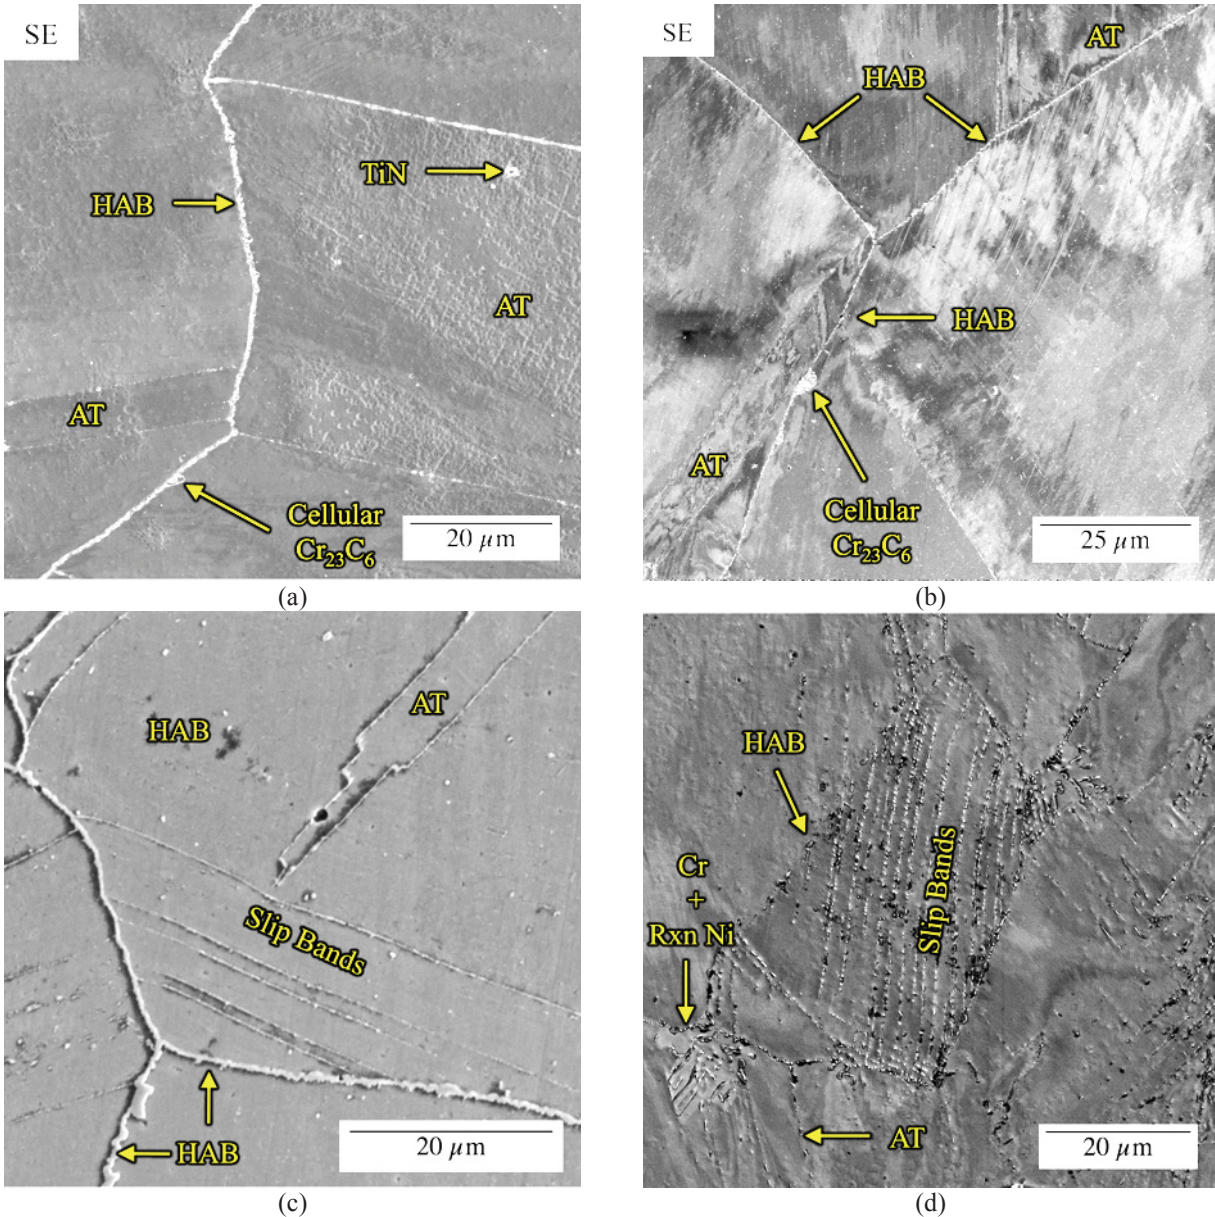 SE
TiN
HAB
AT
AT
Cellular
Cr23C6
20 µm
(a)
SE
AT
HAB
HAB
AT
Cellular
Cr23C6
25 µm
(b)
AT
HAB
Slip Bands
HAB
20 µm
(c)
HAB
Cr
+
Rxn Ni
Slip Bands
AT
20 µm
(d)